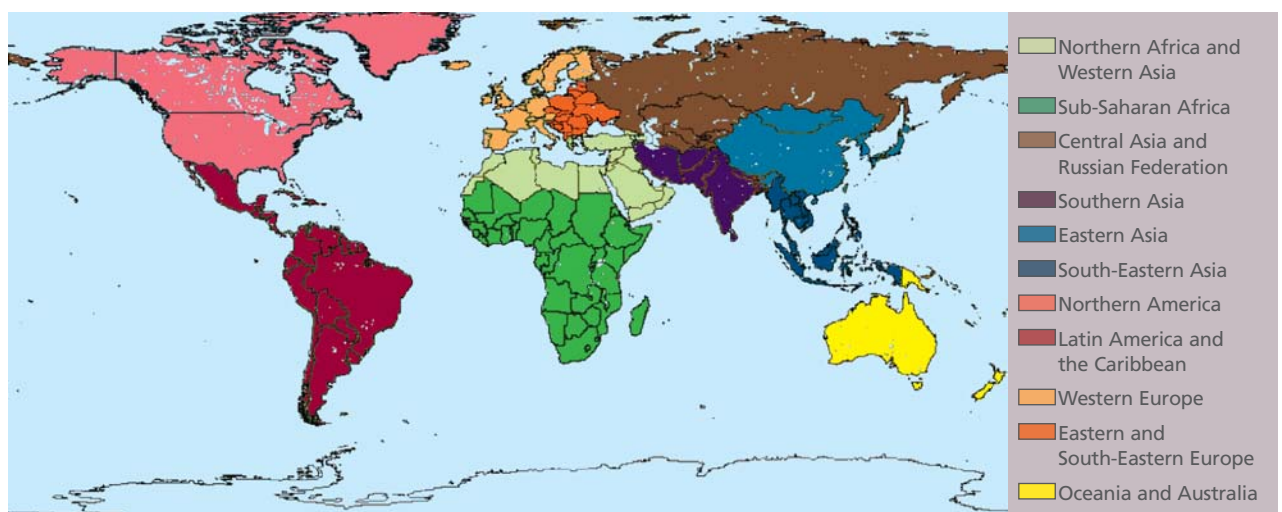 Northern Africa and
Western Asia
Sub-Saharan Africa
Central Asia and
Russian Federation
Southern Asia
Eastern Asia
South-Eastern Asia
Northern America
Latin America and
the Caribbean
Western Europe
Eastern and
South-Eastern Europe
Oceania and Australia